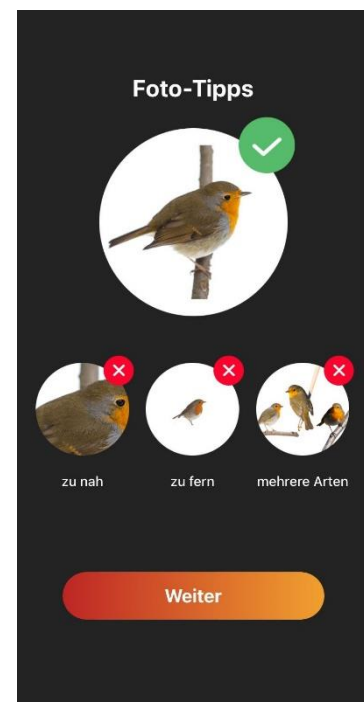 Foto-Tipps
zu nah
zu fern
mehrere Arten
Weiter